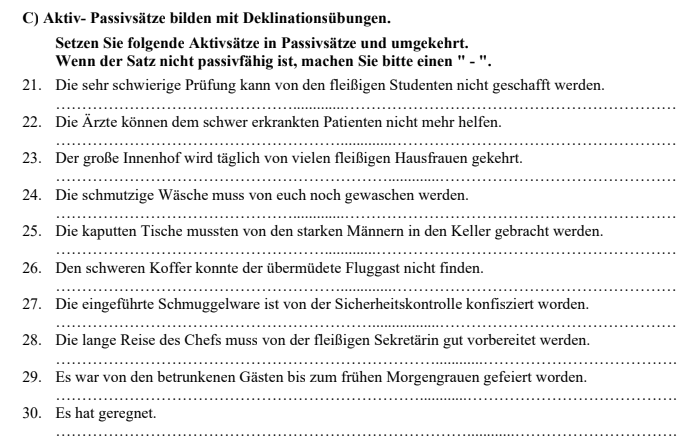 C) Aktiv- Passivsätze bilden mit Deklinationsübungen.
Setzen Sie folgende Aktivsätze in Passivsätze und umgekehrt.
Wenn der Satz nicht passivfähig ist, machen Sie bitte einen " - ".
21. Die sehr schwierige Prüfung kann von den fleißigen Studenten nicht geschafft werden.
22. Die Ärzte können dem schwer erkrankten Patienten nicht mehr helfen.
23. Der große Innenhof wird täglich von vielen fleißigen Hausfrauen gekehrt.
24. Die schmutzige Wäsche muss von euch noch gewaschen werden.
25. Die kaputten Tische mussten von den starken Männern in den Keller gebracht werden.
26. Den schweren Koffer konnte der übermüdete Fluggast nicht finden.
27. Die eingeführte Schmuggelware ist von der Sicherheitskontrolle konfisziert worden.
28. Die lange Reise des Chefs muss von der fleißigen Sekretärin gut vorbereitet werden.
29. Es war von den betrunkenen Gästen bis zum frühen Morgengrauen gefeiert worden.
30. Es hat geregnet.